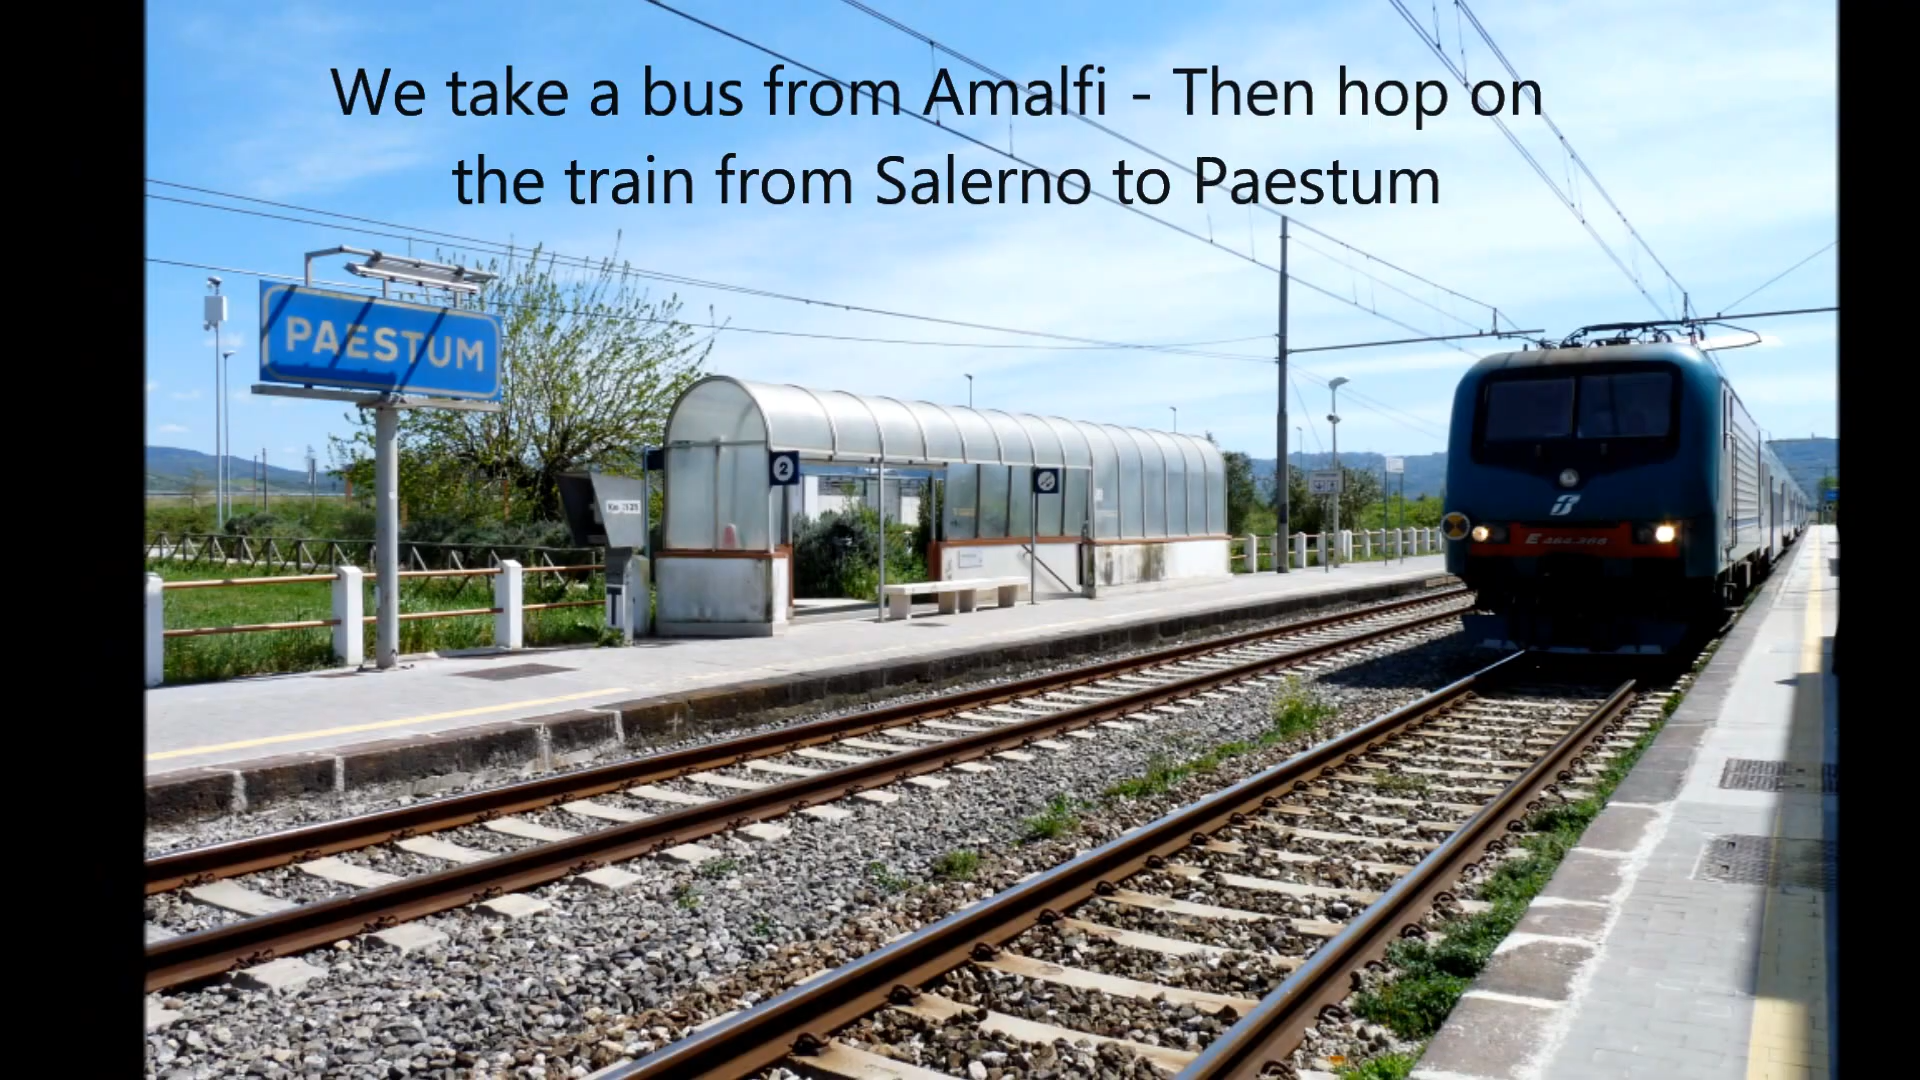 We take a bus from Amalfi - Then hop on
the train from Salerno to Paestum
PAESTUM
2
T